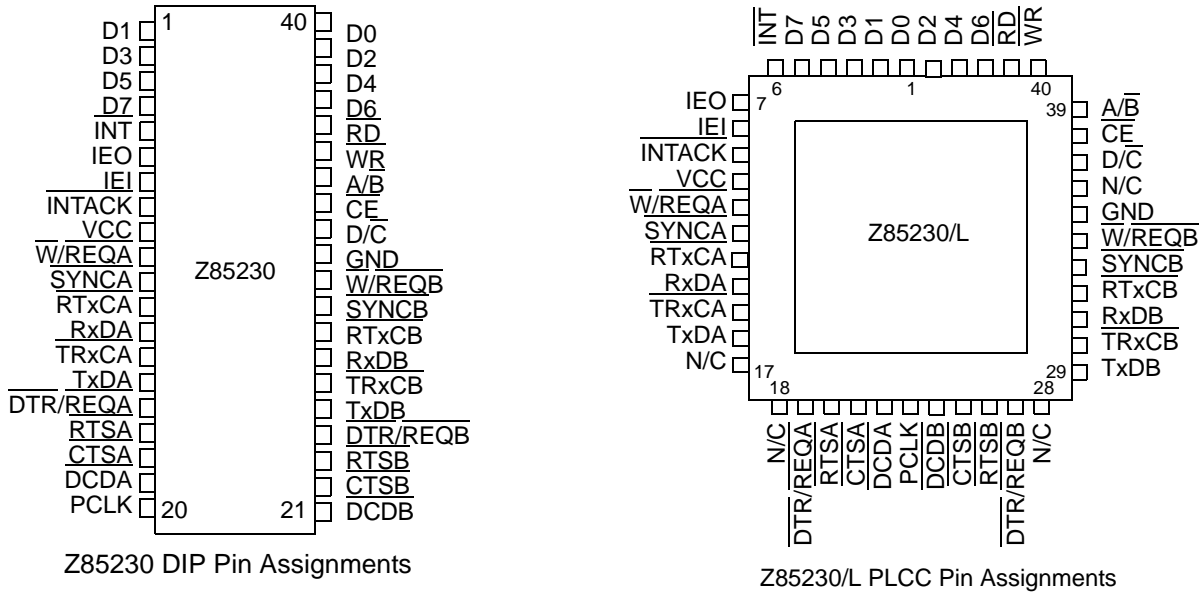 D1
D3
D5
D7
INT
IEO
IEI
INTACK
VCC
W/REQA
SYNCA
RTxCA
RxDA
TRxCA
TxDA
DTR/REQA
RTSA
CTSA
DCDA
PCLK
1
40
Z85230
20
21
D0
D2
D4
D6
RD
WR
A/B
CE
D/C
GND
W/REQB
SYNCB
RTxCB
RxDB
TRxCB
TxDB
DTR/REQB
RTSB
CTSB
DCDB
Z85230 DIP Pin Assignments
INT
D7
D5
D3
D1
D0
D2
D4
D6
RD
WR
6
1
40
7
39
IEO
IEI
INTACK
VCC
W/REQA
SYNCA
RTxCA
RxDA
TRxCA
TxDA
N/C
Z85230/L
A/B
CE
D/C
N/C
GND
W/REQB
SYNCB
RTxCB
RxDB
TRxCB
TxDB
17
29
18
28
N/C
DTR/REQA
RTSA
CTSA
DCDA
PCLK
DCDB
CTSB
RTSB
DTR/REQB
N/C
Z85230/L PLCC Pin Assignments